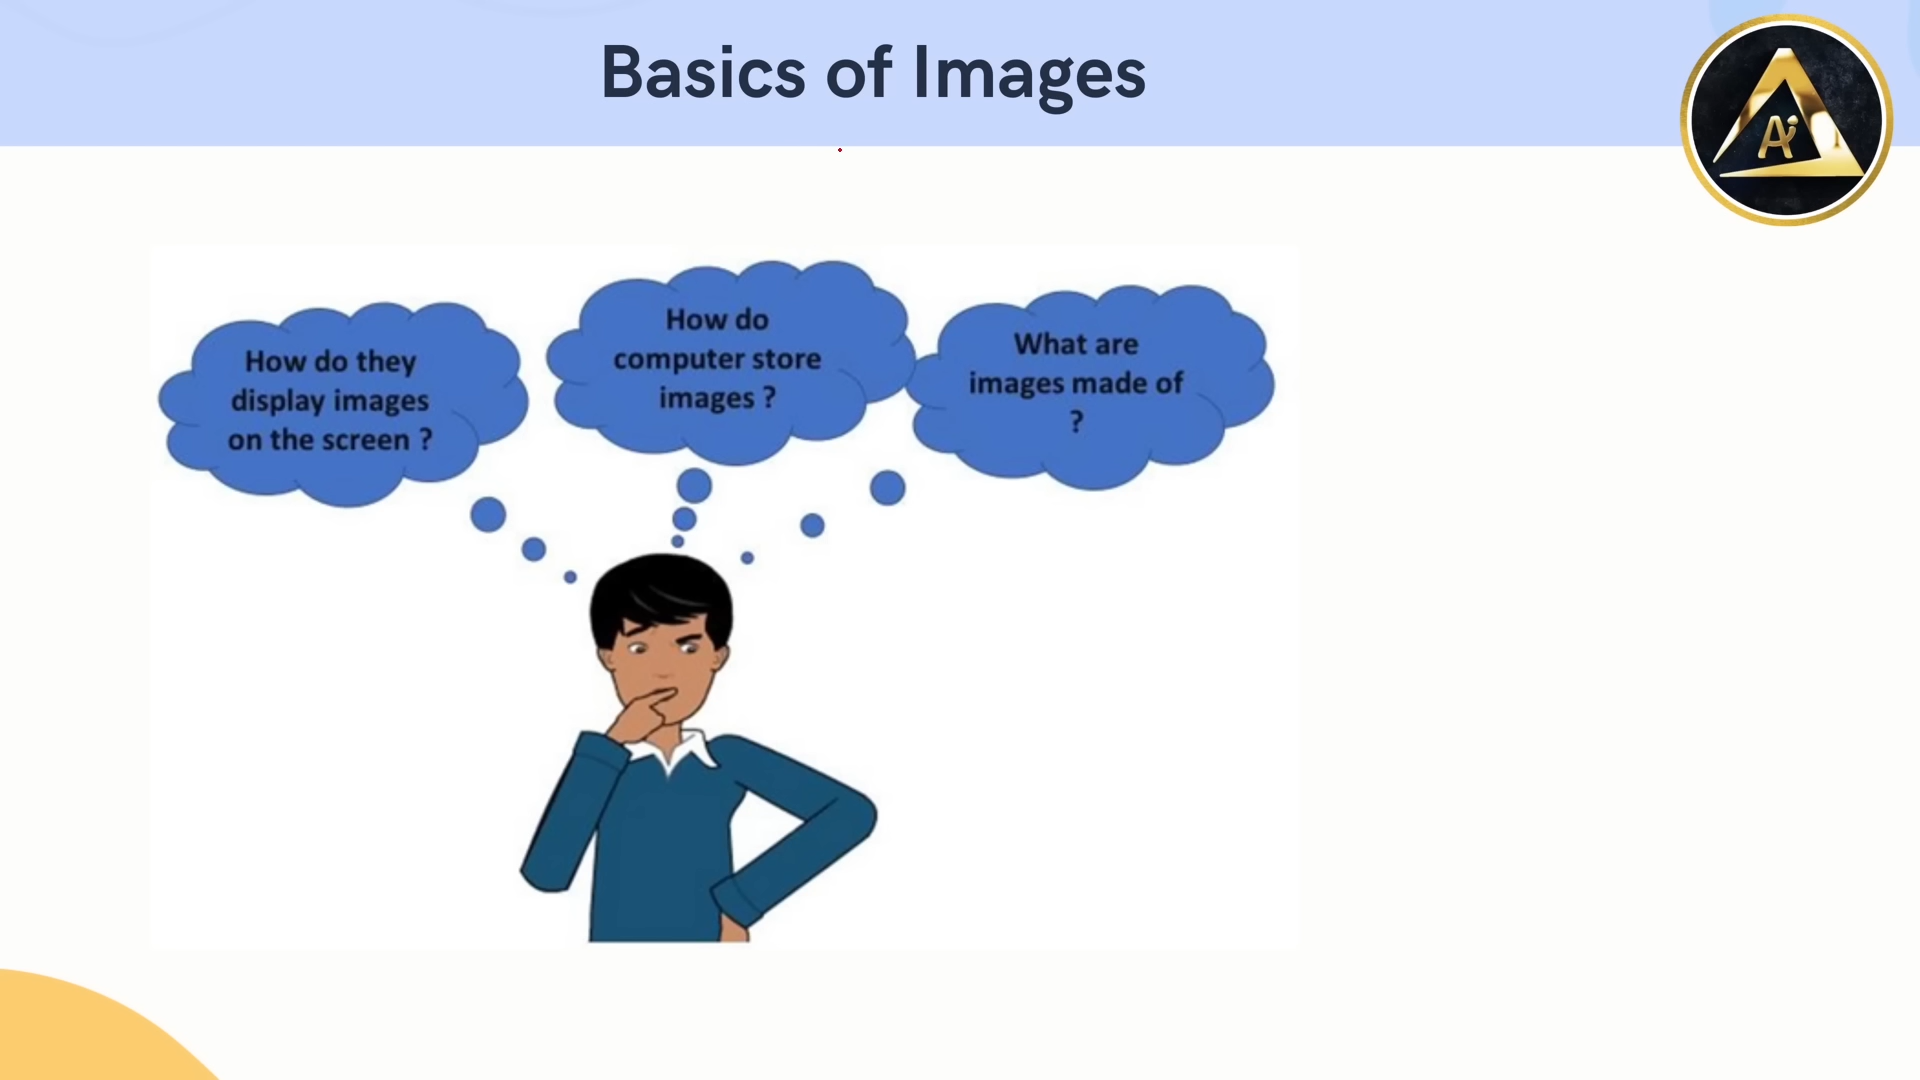 Basics of Images
Ai
How do they
display images
on the screen ?
How do
computer store
images ?
What are
images made of
?